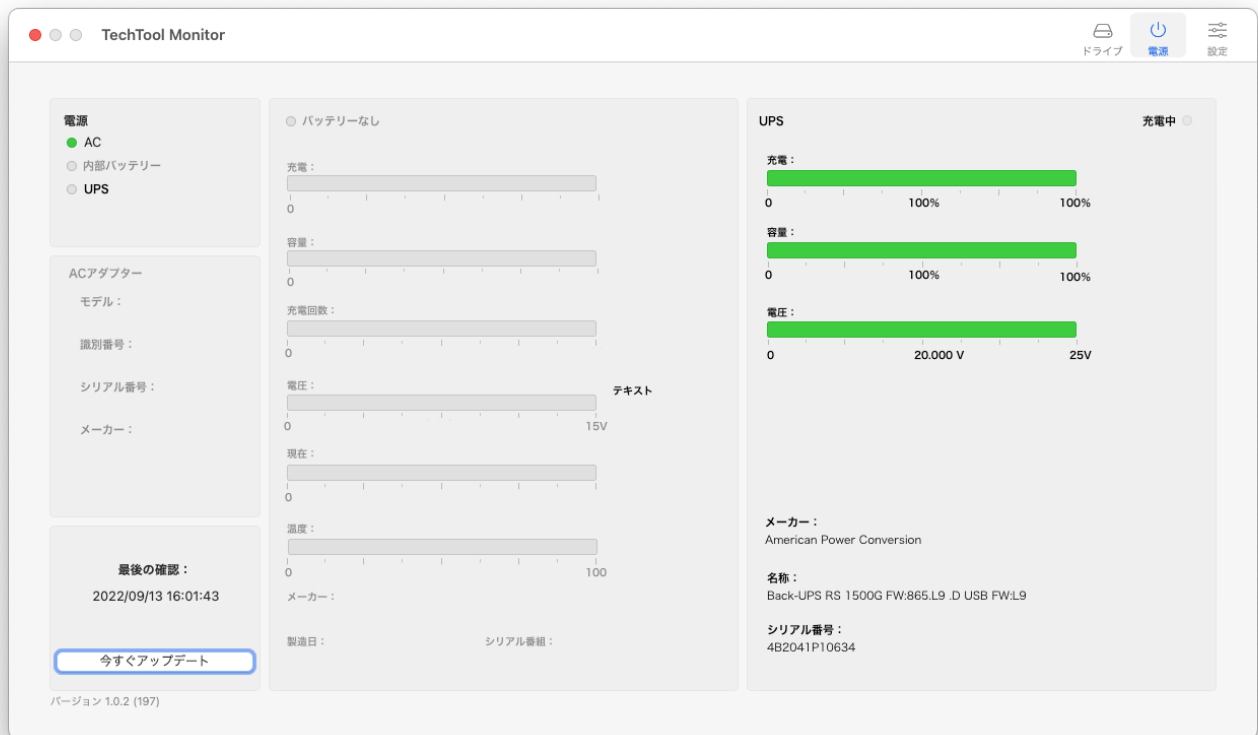 TechTool Monitor
ドライブ
電源
設定
電源
AC
内部バッテリー
UPS
ACアダプター
モデル：
識別番号：
シリアル番号：
メーカー：
最後の確認：
2022/09/13 16:01:43
今すぐアップデート
バージョン 1.0.2 (197)
バッテリーなし
充電：
0
容量：
0
充電回数：
0
電圧：
テキスト
0 15V
現在：
0
温度：
0 100
メーカー：
製造日： シリアル番組：
UPS 充電中
充電：
0 100% 100%
容量：
0 100% 100%
電圧：
0 20.000 V 25V
メーカー：
American Power Conversion
名称：
Back-UPS RS 1500G FW:865.L9 .D USB FW:L9
シリアル番号：
4B2041P10634